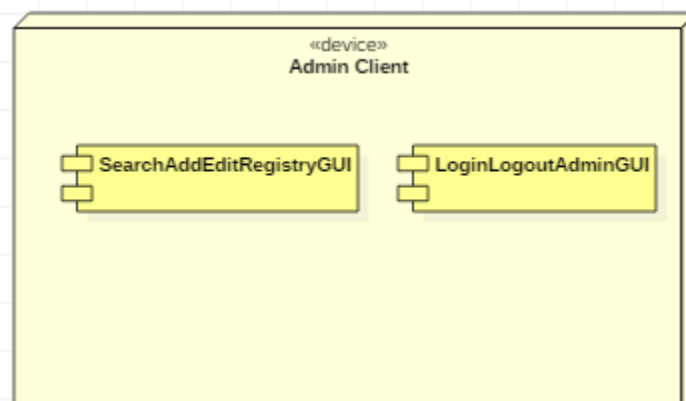 «device»
Admin Client
SearchAddEditRegistryGUI
LoginLogoutAdminGUI